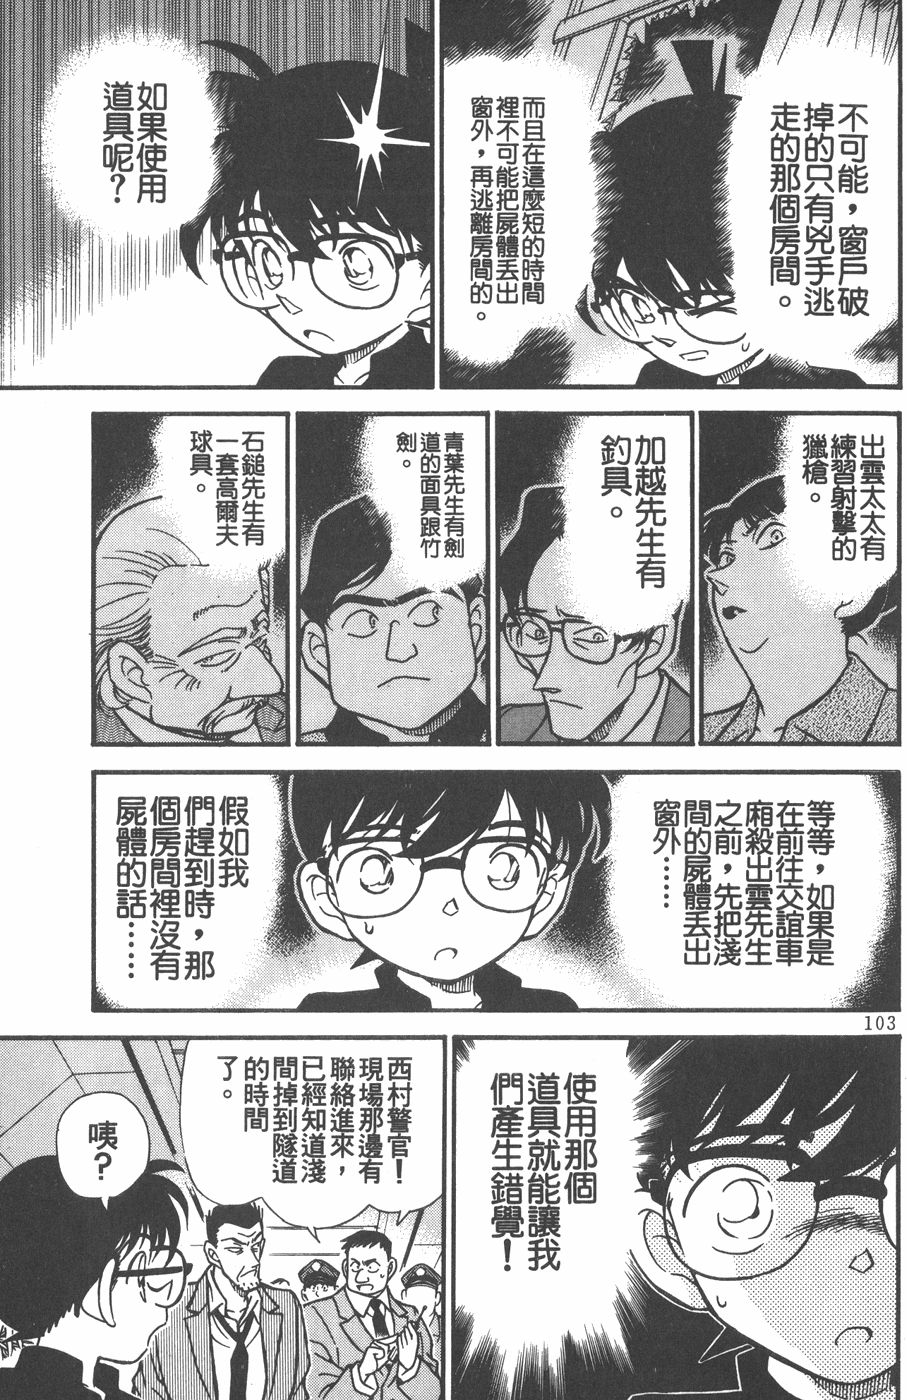 不可能，窗戶破
掉的只有兇手逃
走的那個房間。
而且在這麼短的時間
裡不可能把屍體丟出
窗外，再逃離房間的。
如果使用
道具呢？
出雲太太有
練習射擊的
獵槍。
加越先生有
釣具。
青葉先生有劍
道的面具跟竹
劍。
石鎚先生有
一套高爾夫
球具。
等等，如果是
在前往交誼車
廂殺出雲先生
之前，先把淺
間的屍體丟出
窗外……
假如我
們趕到時，那
個房間裡沒有
屍體的話……
103
使用那個
道具就能讓我
們產生錯覺！
西村警官！
現場那邊有
聯絡進來，
已經知道淺
間掉到隧道
的時間
了。
咦？